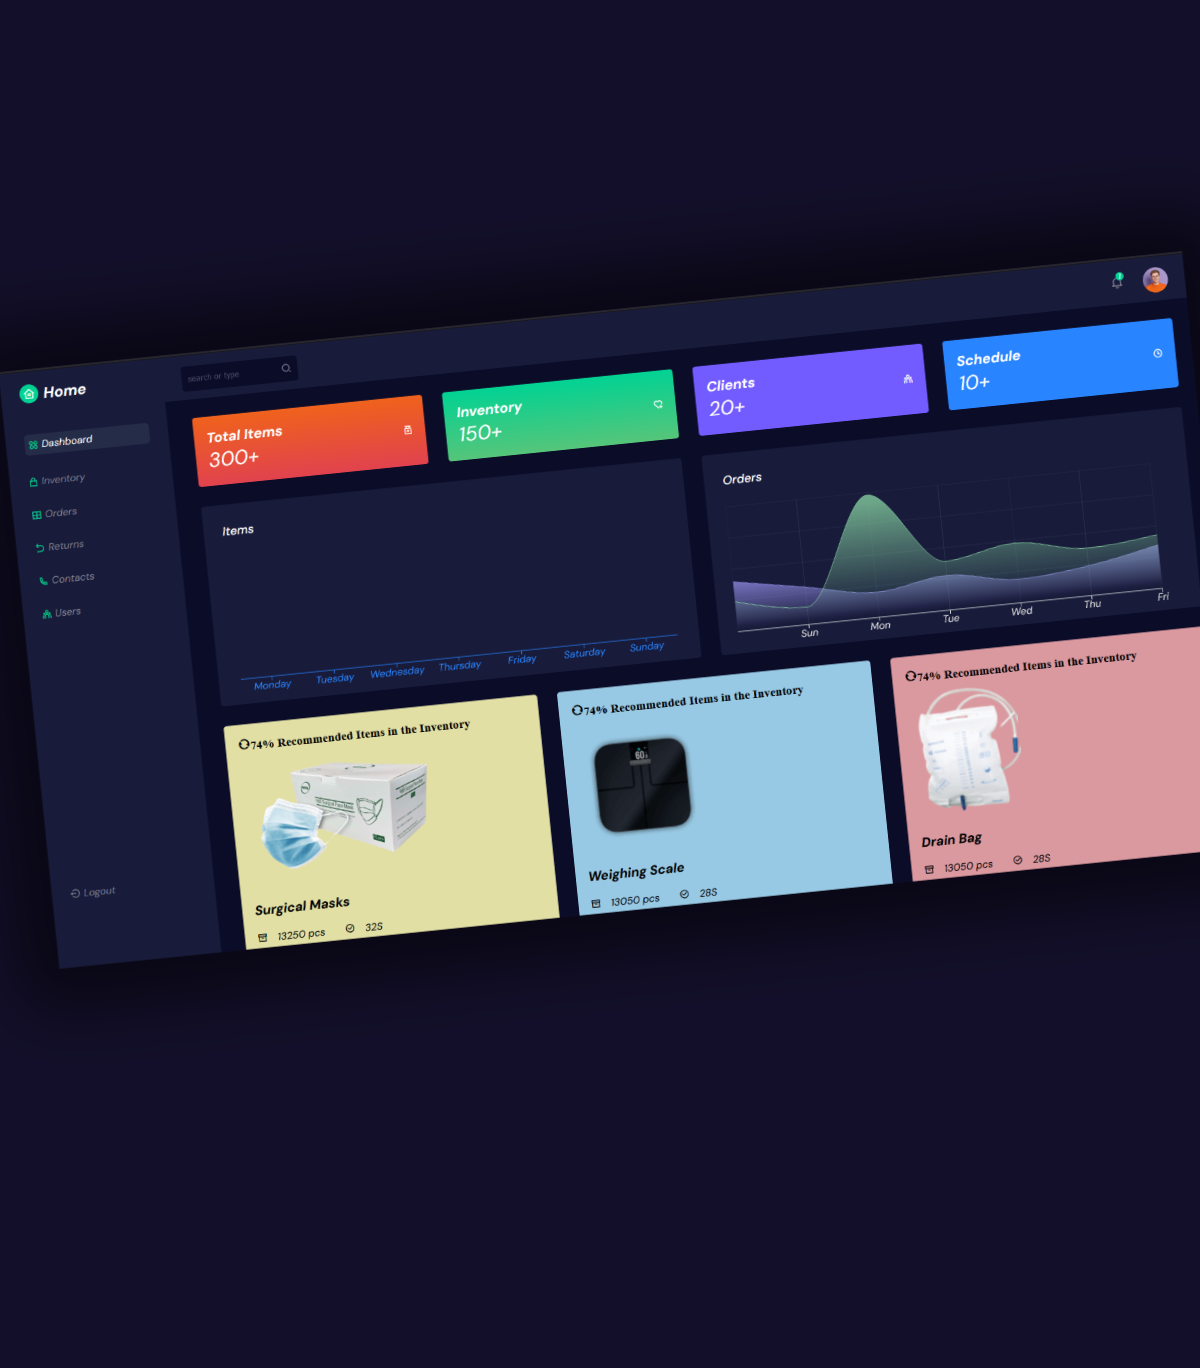 Home
search or type
Dashboard
Inventory
Orders
Returns
Contacts
Users
Logout
Total Items
300+
Inventory
150+
Clients
20+
Schedule
10+
Items
Monday Tuesday Wednesday Thursday Friday Saturday Sunday
Orders
Sun Mon Tue Wed Thu Fri
74% Recommended Items in the Inventory
Surgical Masks
13250 pcs 32S
74% Recommended Items in the Inventory
60
Weighing Scale
13050 pcs 28S
74% Recommended Items in the Inventory
Drain Bag
13050 pcs 28S